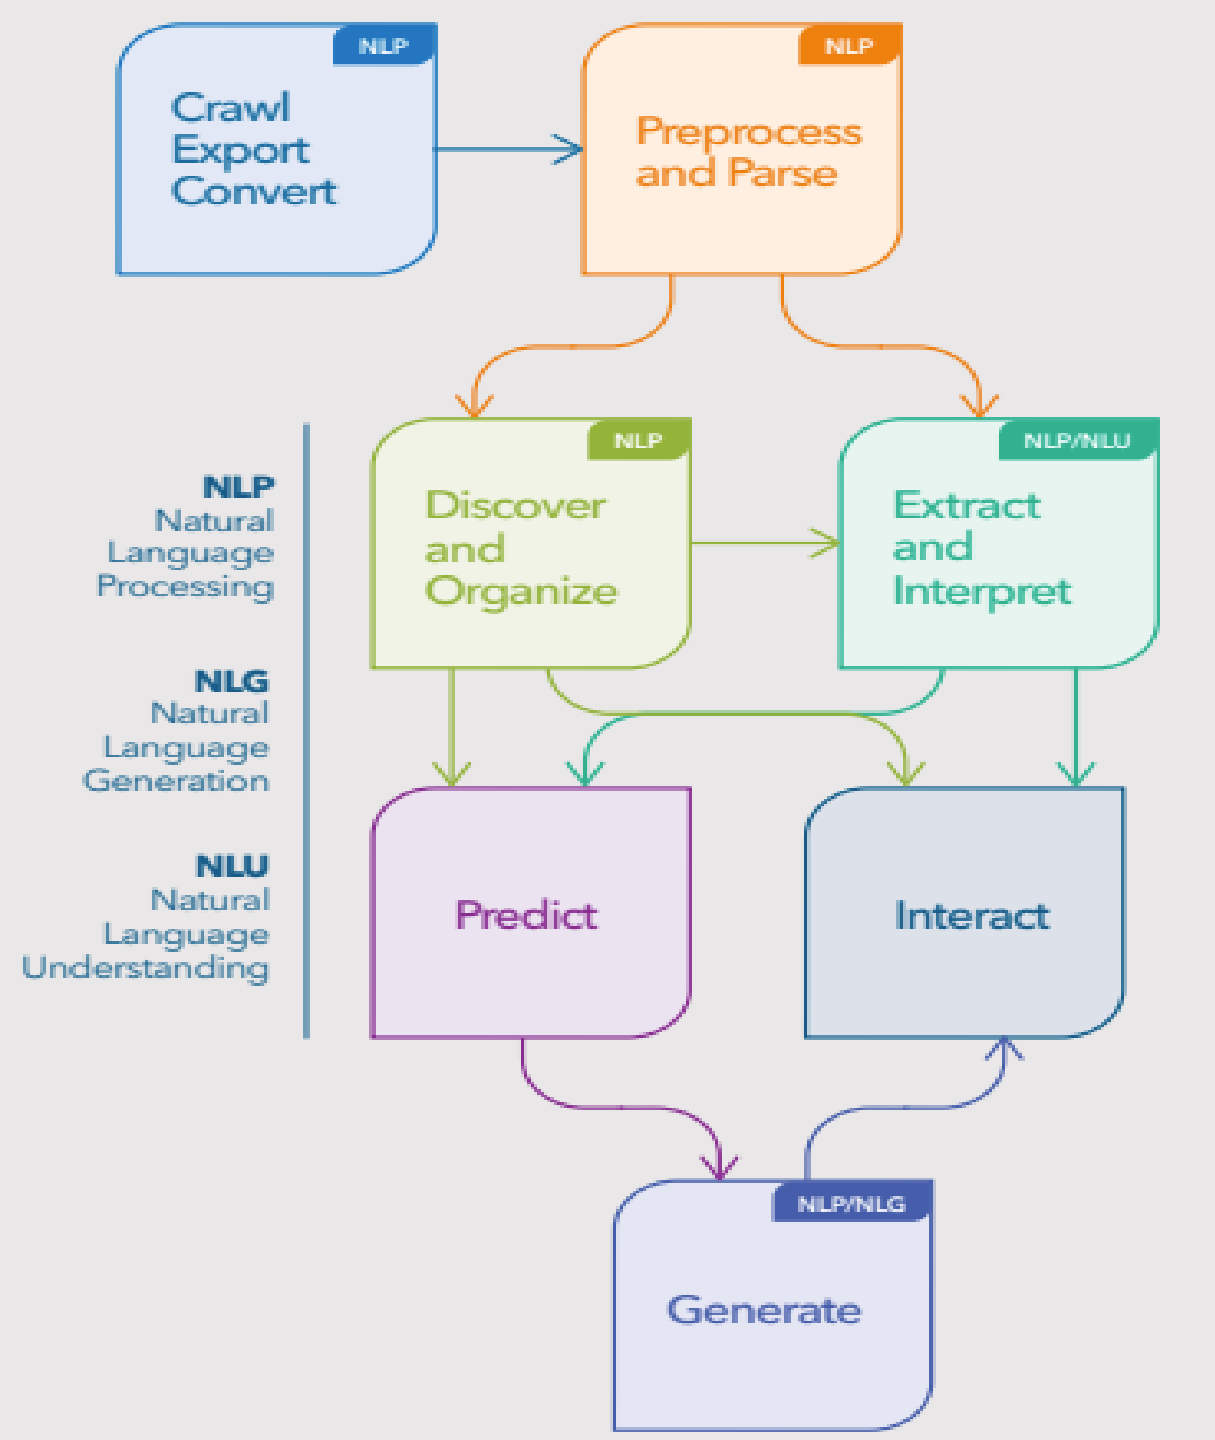 NLP
Crawl
Export
Convert
NLP
Preprocess
and Parse
NLP
Natural
Language
Processing
NLG
Natural
Language
Generation
NLU
Natural
Language
Understanding
NLP
Discover
and
Organize
NLP/NLU
Extract
and
Interpret
Predict
Interact
NLP/NLG
Generate